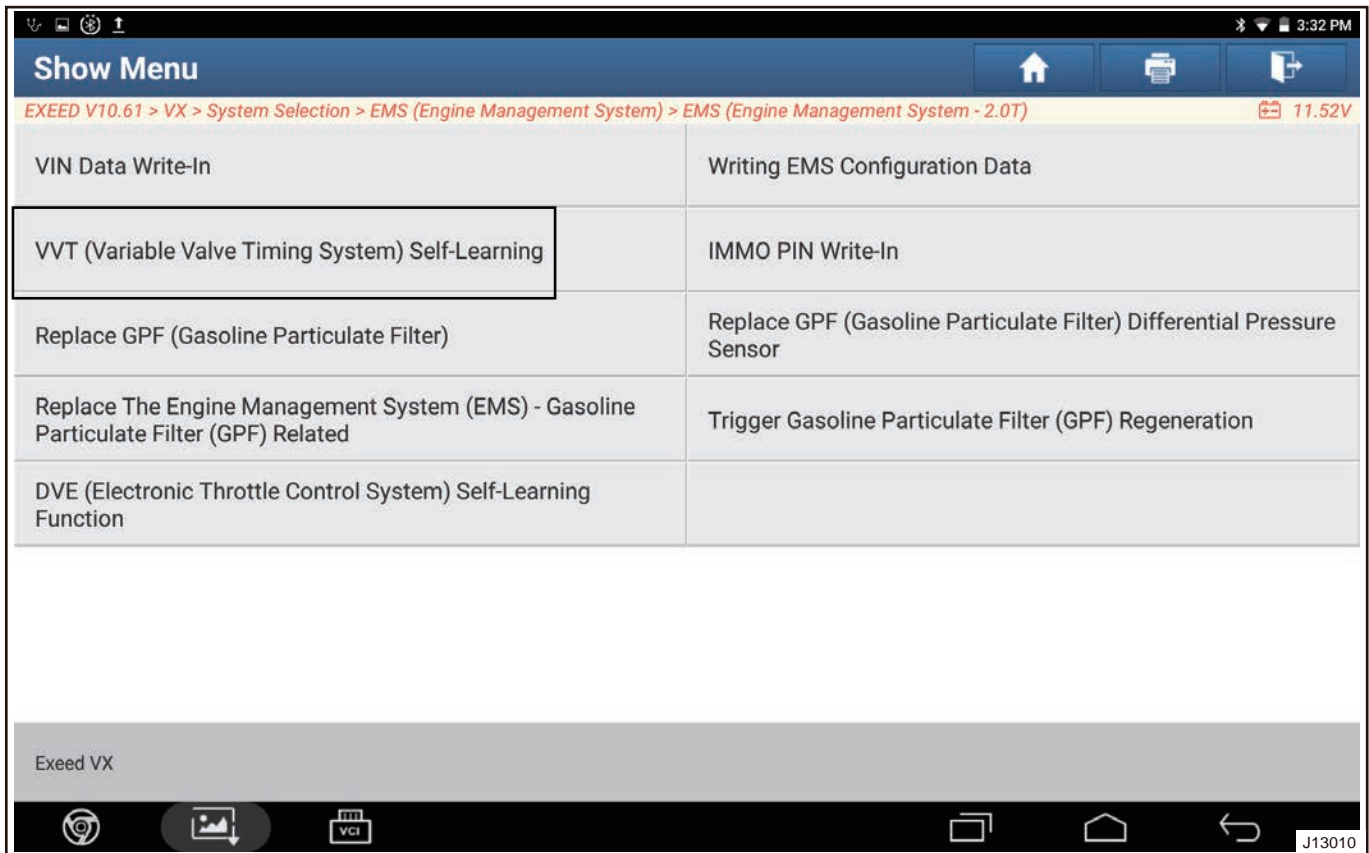 3:32 PM
Show Menu
EXEED V10.61 > VX > System Selection > EMS (Engine Management System) > EMS (Engine Management System - 2.0T)
11.52V
VIN Data Write-In
Writing EMS Configuration Data
VVT (Variable Valve Timing System) Self-Learning
IMMO PIN Write-In
Replace GPF (Gasoline Particulate Filter)
Replace GPF (Gasoline Particulate Filter) Differential Pressure
Sensor
Replace The Engine Management System (EMS) - Gasoline
Particulate Filter (GPF) Related
Trigger Gasoline Particulate Filter (GPF) Regeneration
DVE (Electronic Throttle Control System) Self-Learning
Function
Exeed VX
VCI
J13010